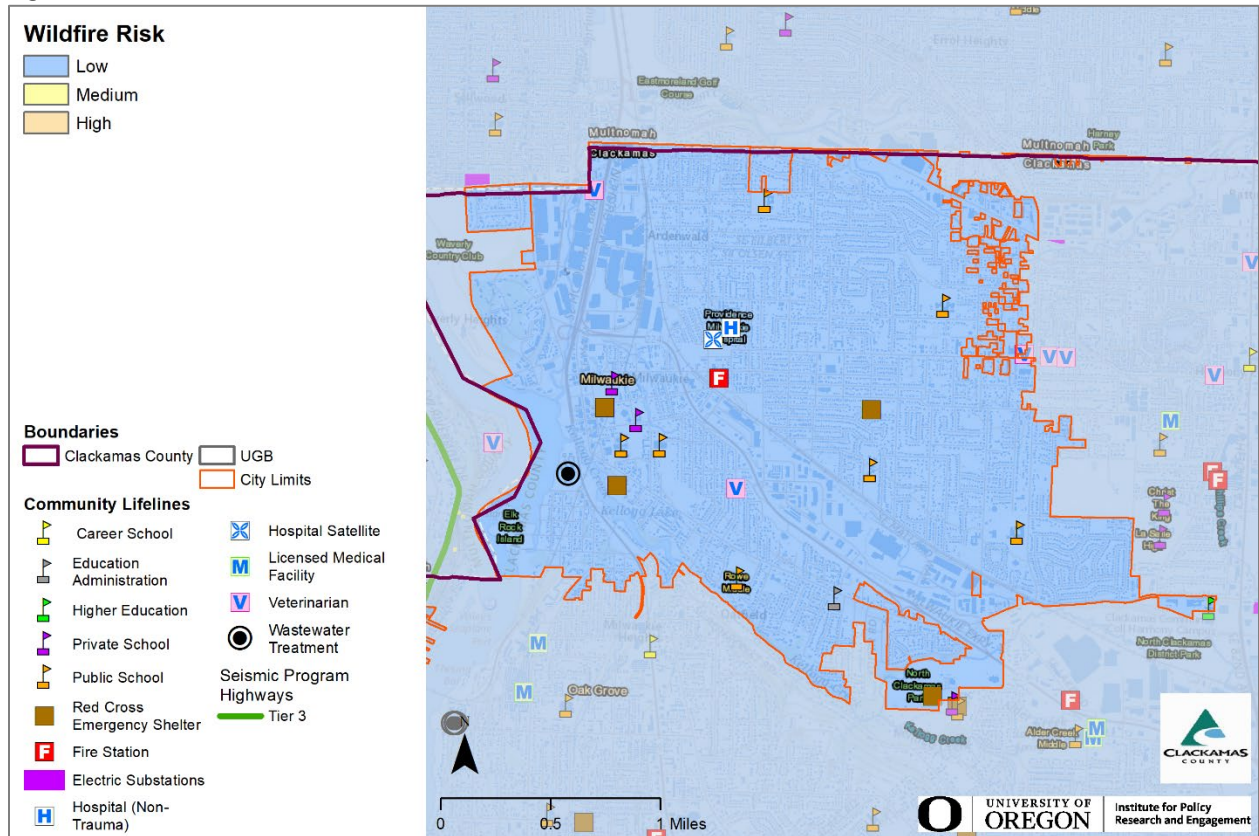 Wildfire Risk
Low
Medium
High
Boundaries
Clackamas County
UGB
City Limits
Community Lifelines
Career School
Education
Administration
Higher Education
Private School
Public School
Red Cross
Emergency Shelter
F
Fire Station
Electric Substations
H
Hospital (Non-
Trauma)
Hospital Satellite
M
Licensed Medical
Facility
V
Veterinarian
Wastewater
Treatment
Seismic Program
Highways
Tier 3
Errol Heights
Eastmoreland Golf
Course
Multnomah
Clackamas
Multnomah
Clackamas
Harney
Park
V
Waverly
Country Club
Ardenwald
V
Providence
Hospital
H
V
V V
V
Milwaukie
Milwaukie
F
M
V
V
F
F
Christ
The
King
La Salle
Kellogg Lake
Elk
Rock
Island
Rowe
Middle
North Clackamas
District Park
M
M
Oak Grove
North
Clackamas
Park
F
Kellogg Creek
Alder Creek
Middle
M
M
N
0 0.5 1 Miles
F
CLACKAMAS
COUNTY
O
UNIVERSITY OF
OREGON
Institute for Policy
Research and Engagement